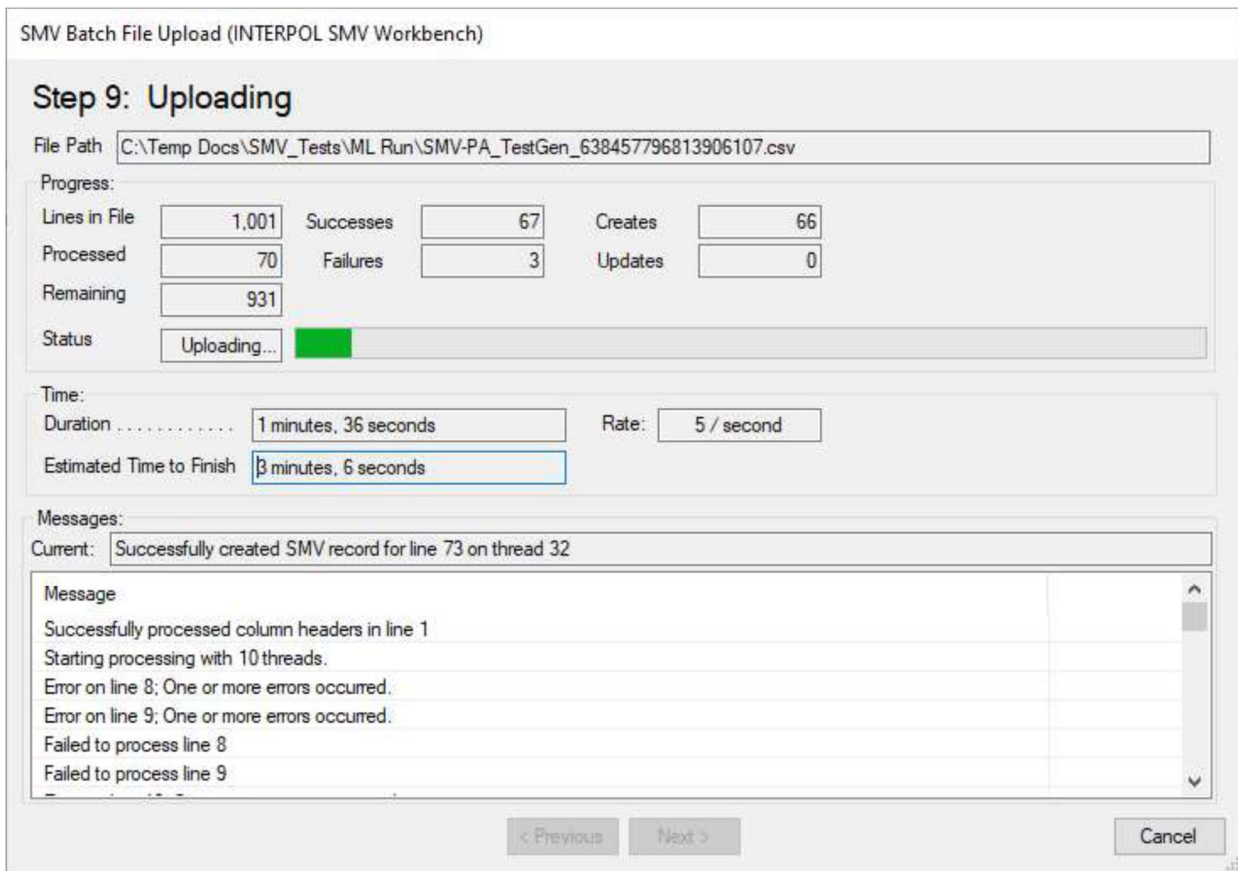 SMV Batch File Upload (INTERPOL SMV Workbench)
Step 9: Uploading
File Path C:\Temp Docs\SMV_Tests\ML Run\SMV-PA_TestGen_638457796813906107.csv
Progress:
Lines in File 1,001 Successes 67 Creates 66
Processed 70 Failures 3 Updates 0
Remaining 931
Status Uploading...
Time:
Duration . . . . . . . . . . . . 1 minutes, 36 seconds Rate: 5 / second
Estimated Time to Finish 3 minutes, 6 seconds
Messages:
Current: Successfully created SMV record for line 73 on thread 32
Message
Successfully processed column headers in line 1
Starting processing with 10 threads.
Error on line 8; One or more errors occurred.
Error on line 9; One or more errors occurred.
Failed to process line 8
Failed to process line 9
< Previous Next > Cancel